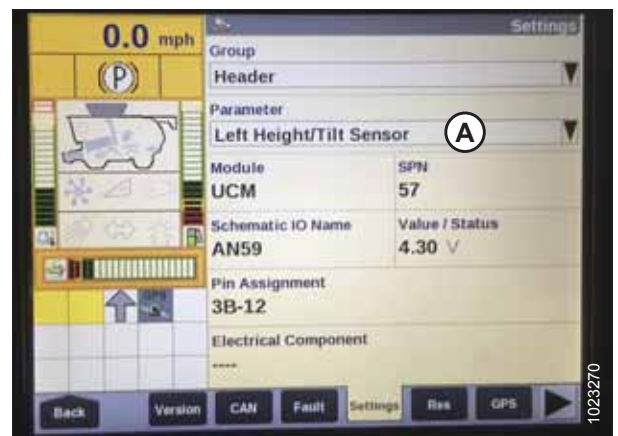 0.0 mph
Settings
(P)
Group
Header
Parameter
Left Height/Tilt Sensor
A
Module
SPN
UCM
57
Schematic IO Name
Value / Status
AN59
4.30 V
Pin Assignment
3B-12
Electrical Component
----
Back
Version
CAN
Fault
Settings
Res
GPS
1023270